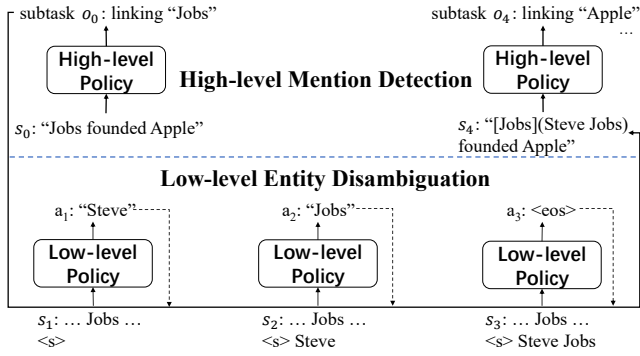 subtask o₀: linking "Jobs"
subtask o₄: linking "Apple"
...
High-level
Policy
High-level
Policy
High-level Mention Detection
s₀: "Jobs founded Apple"
s₄: "[Jobs](Steve Jobs)
founded Apple"
Low-level Entity Disambiguation
a₁: "Steve"
a₂: "Jobs"
a₃: <eos>
Low-level
Policy
Low-level
Policy
Low-level
Policy
s₁: ... Jobs ...
<s>
s₂: ... Jobs ...
<s> Steve
s₃: ... Jobs ...
<s> Steve Jobs